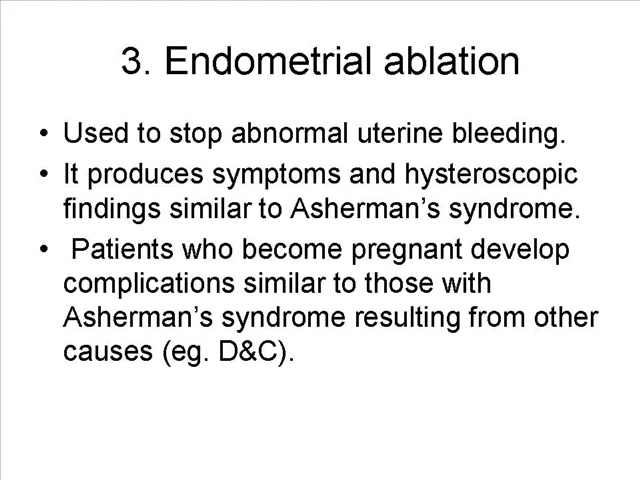 3. Endometrial ablation
• Used to stop abnormal uterine bleeding.
• It produces symptoms and hysteroscopic
findings similar to Asherman's syndrome.
• Patients who become pregnant develop
complications similar to those with
Asherman's syndrome resulting from other
causes (eg. D&C).